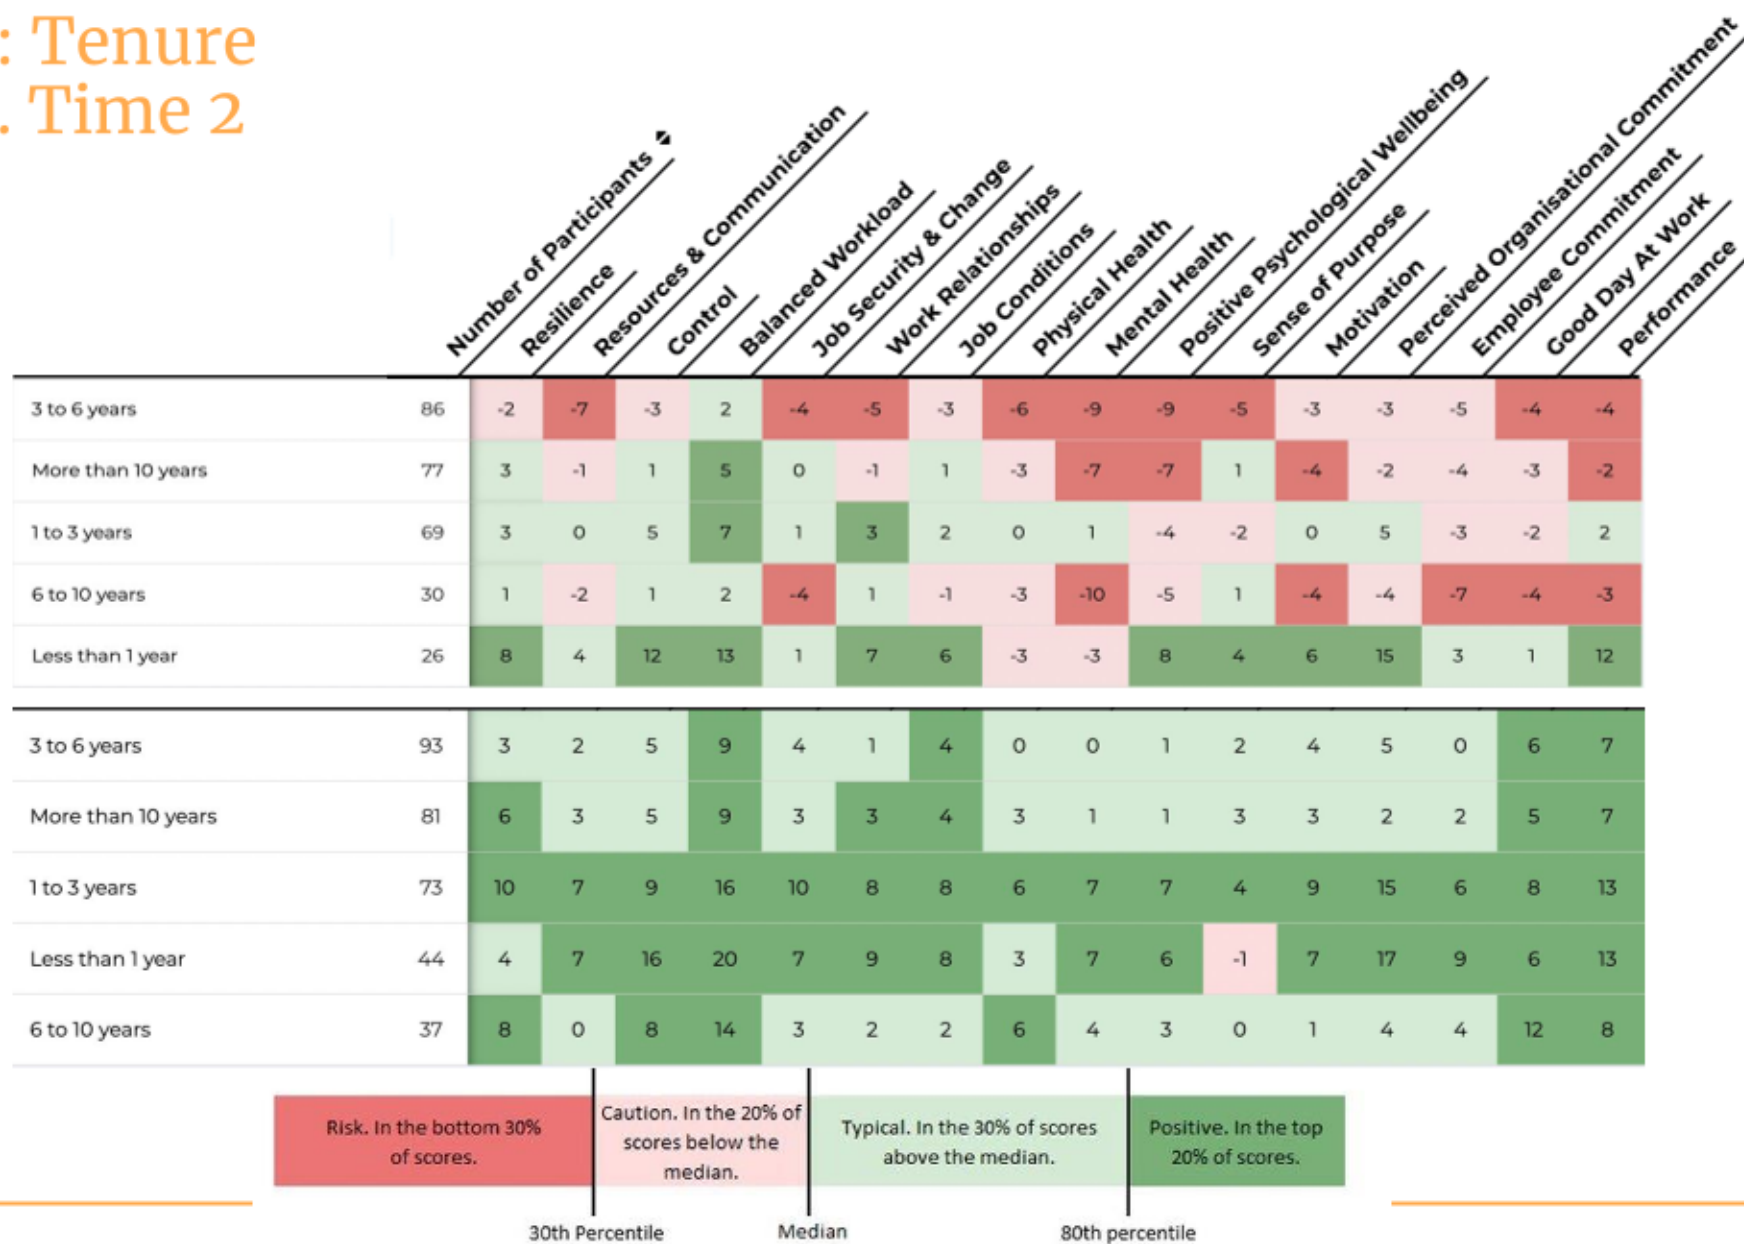 : Tenure
. Time 2
Number of Participants
Resilience
Resources & Communication
Control
Balanced Workload
Job Security & Change
Work Relationships
Job Conditions
Physical Health
Mental Health
Positive Psychological Wellbeing
Sense of Purpose
Motivation
Perceived Organisational Commitment
Employee Commitment
Good Day At Work
Performance
3 to 6 years 86 -2 -7 -3 2 -4 -5 -3 -6 -9 -9 -5 -3 -3 -5 -4 -4
More than 10 years 77 3 -1 1 5 0 -1 1 -3 -7 -7 1 -4 -2 -4 -3 -2
1 to 3 years 69 3 0 5 7 1 3 2 0 1 -4 -2 0 5 -3 -2 2
6 to 10 years 30 1 -2 1 2 -4 1 -1 -3 -10 -5 1 -4 -4 -7 -4 -3
Less than 1 year 26 8 4 12 13 1 7 6 -3 -3 8 4 6 15 3 1 12
3 to 6 years 93 3 2 5 9 4 1 4 0 0 1 2 4 5 0 6 7
More than 10 years 81 6 3 5 9 3 3 4 3 1 1 3 3 2 2 5 7
1 to 3 years 73 10 7 9 16 10 8 8 6 7 7 4 9 15 6 8 13
Less than 1 year 44 4 7 16 20 7 9 8 3 7 6 -1 7 17 9 6 13
6 to 10 years 37 8 0 8 14 3 2 2 6 4 3 0 1 4 4 12 8
Risk. In the bottom 30%
of scores.
Caution. In the 20% of
scores below the
median.
Typical. In the 30% of scores
above the median.
Positive. In the top
20% of scores.
30th Percentile
Median
80th percentile